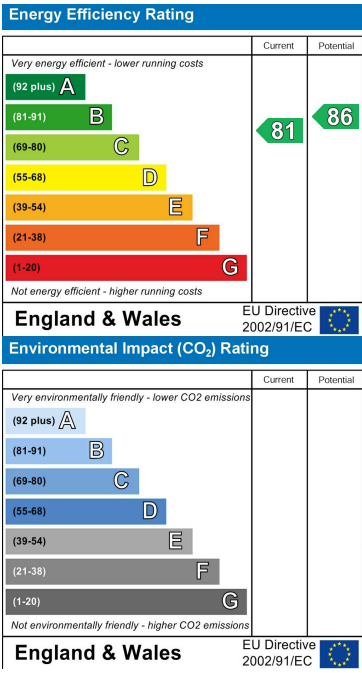 Energy Efficiency Rating
Current Potential
Very energy efficient - lower running costs
(92 plus) A
(81-91) B
(69-80) C
(55-68) D
(39-54) E
(21-38) F
(1-20) G
81
86
Not energy efficient - higher running costs
England & Wales
EU Directive
2002/91/EC
Environmental Impact (CO₂) Rating
Current Potential
Very environmentally friendly - lower CO2 emissions
(92 plus) A
(81-91) B
(69-80) C
(55-68) D
(39-54) E
(21-38) F
(1-20) G
Not environmentally friendly - higher CO2 emissions
England & Wales
EU Directive
2002/91/EC